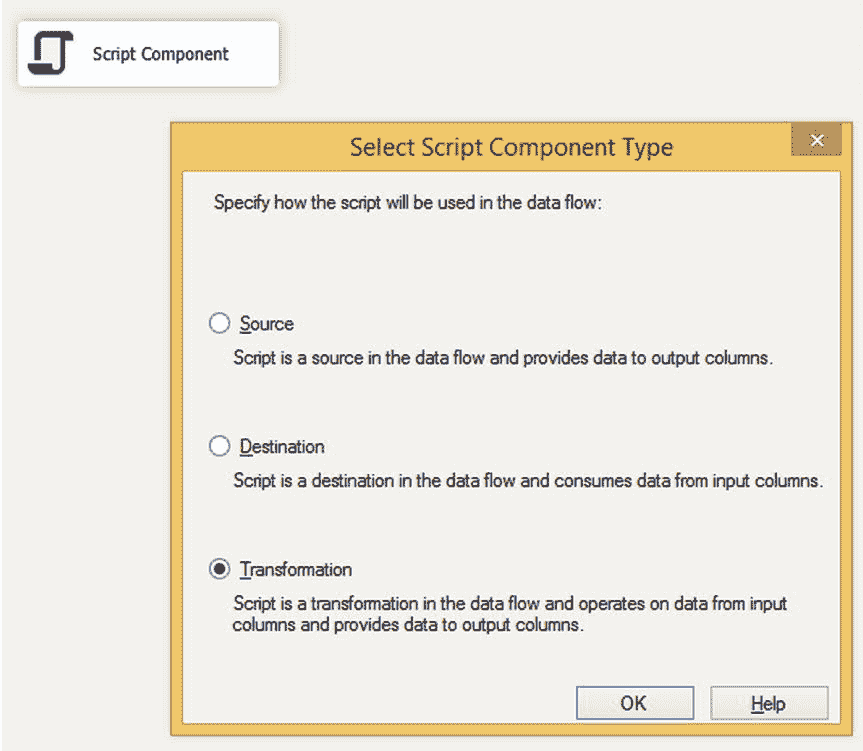 Script Component
Select Script Component Type
Specify how the script will be used in the data flow:
Source
Script is a source in the data flow and provides data to output columns.
Destination
Script is a destination in the data flow and consumes data from input columns.
Transformation
Script is a transformation in the data flow and operates on data from input
columns and provides data to output columns.
OK
Help